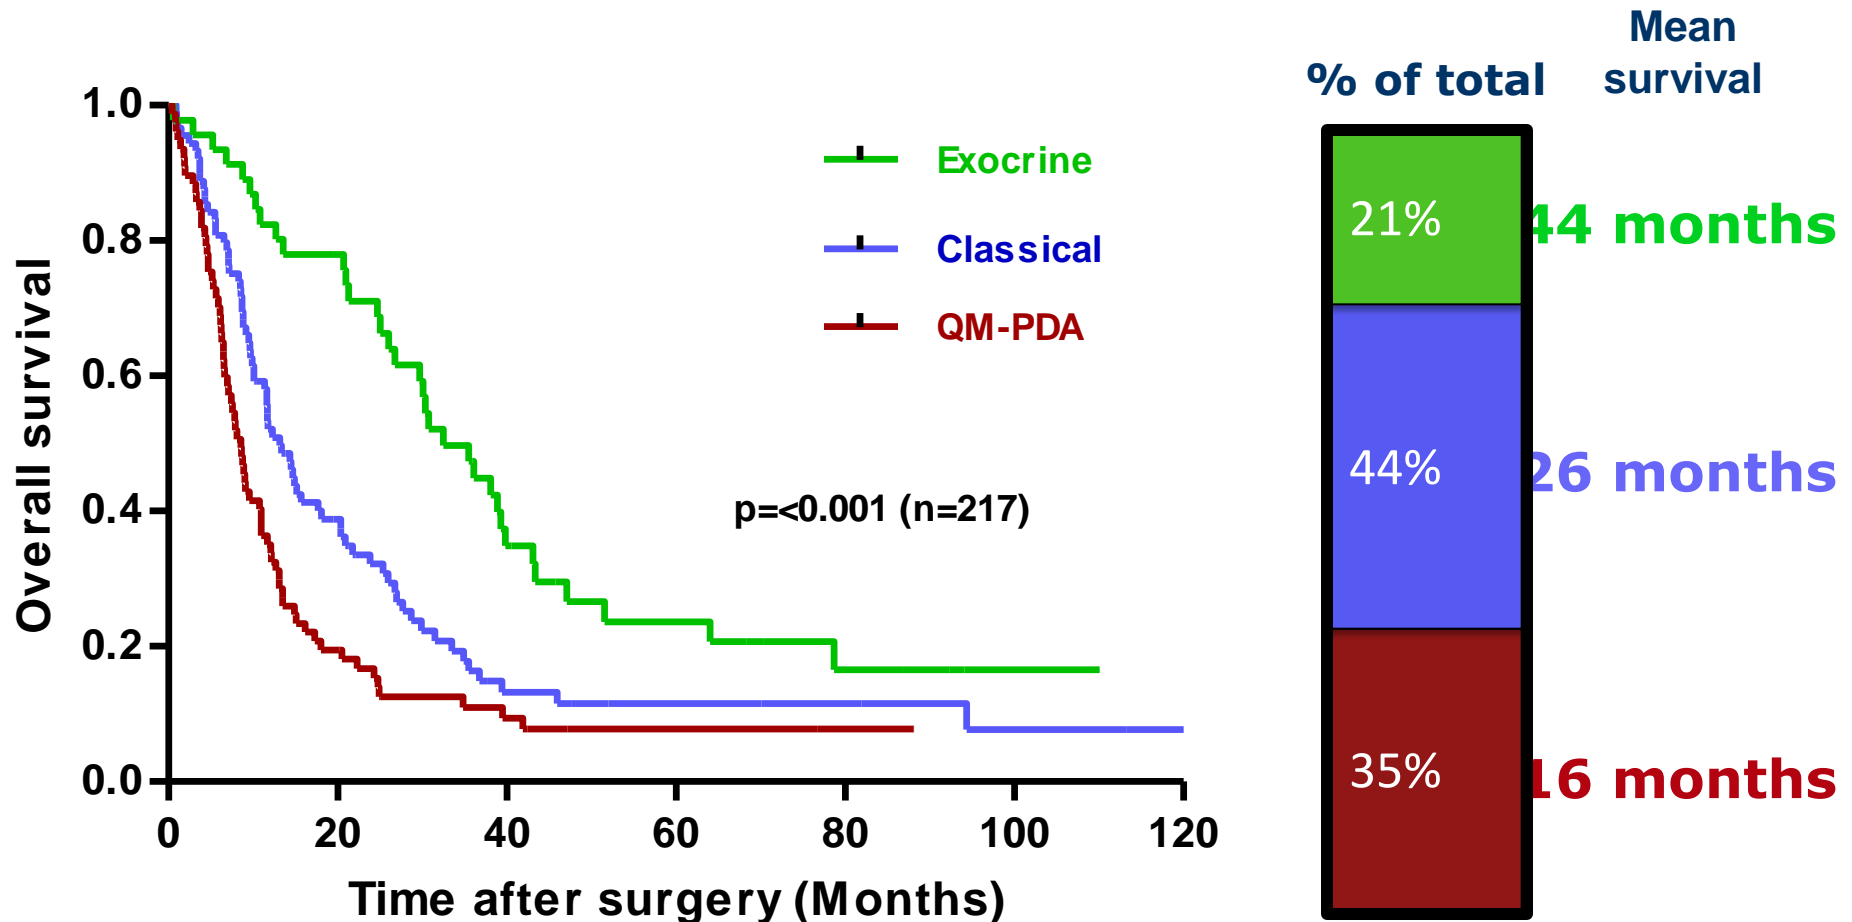 Mean
survival
% of total
Overall survival
1.0
0.8
0.6
0.4
0.2
0.0
Exocrine
Classical
QM-PDA
p=<0.001 (n=217)
0 20 40 60 80 100 120
Time after surgery (Months)
21%
44 months
44%
26 months
35%
16 months